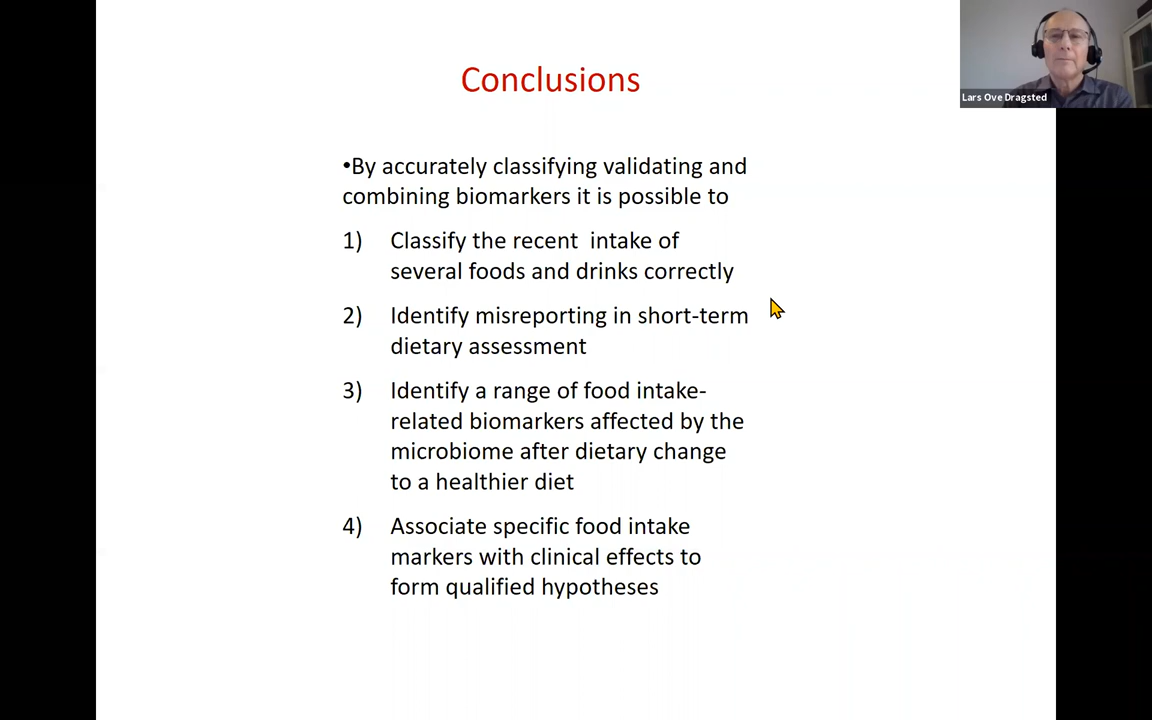 Conclusions
Lars Ove Dragsted
•By accurately classifying validating and
combining biomarkers it is possible to
1) Classify the recent  intake of
several foods and drinks correctly
2) Identify misreporting in short-term
dietary assessment
3) Identify a range of food intake-
related biomarkers affected by the
microbiome after dietary change
to a healthier diet
4) Associate specific food intake
markers with clinical effects to
form qualified hypotheses